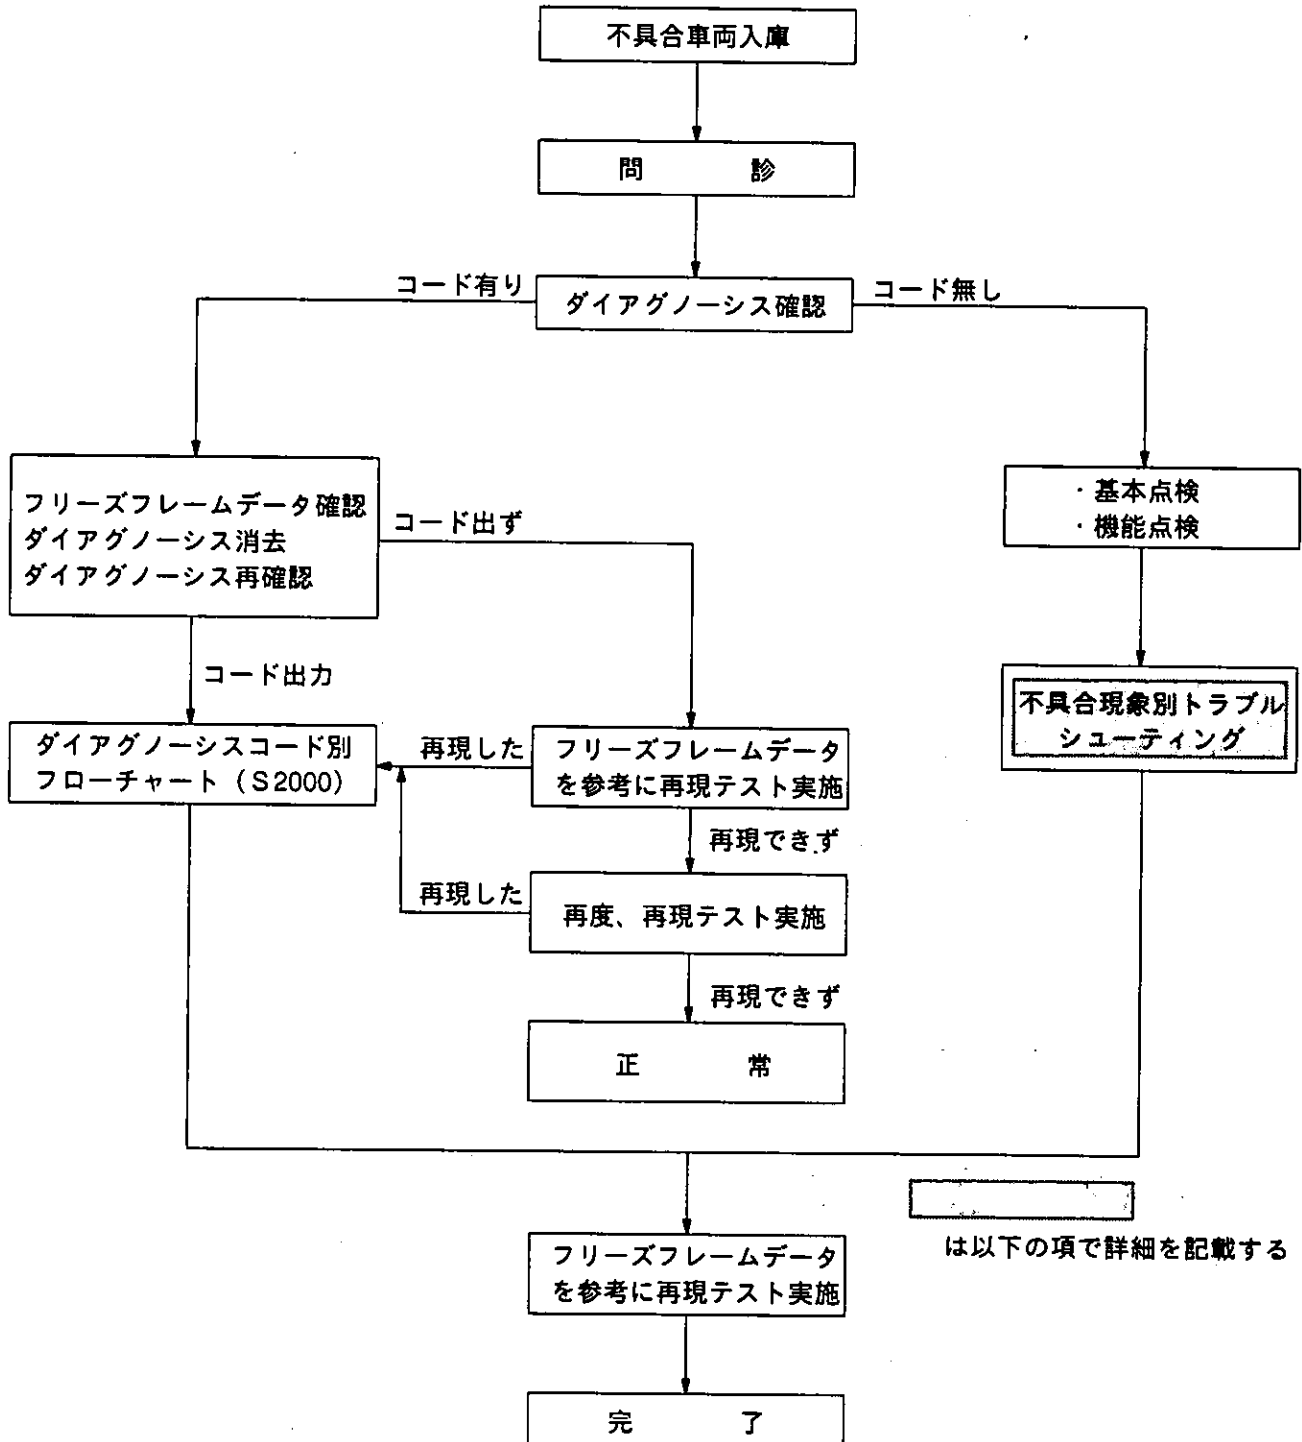 不具合車両入庫
問 診
コード有り
ダイアグノーシス確認
コード無し
フリーズフレームデータ確認
ダイアグノーシス消去
ダイアグノーシス再確認
コード出ず
・基本点検
・機能点検
コード出力
不具合現象別トラブル
シューティング
ダイアグノーシスコード別
フローチャート（S2000）
再現した
フリーズフレームデータ
を参考に再現テスト実施
再現できず
再現した
再度、再現テスト実施
再現できず
正 常
は以下の項で詳細を記載する
フリーズフレームデータ
を参考に再現テスト実施
完 了